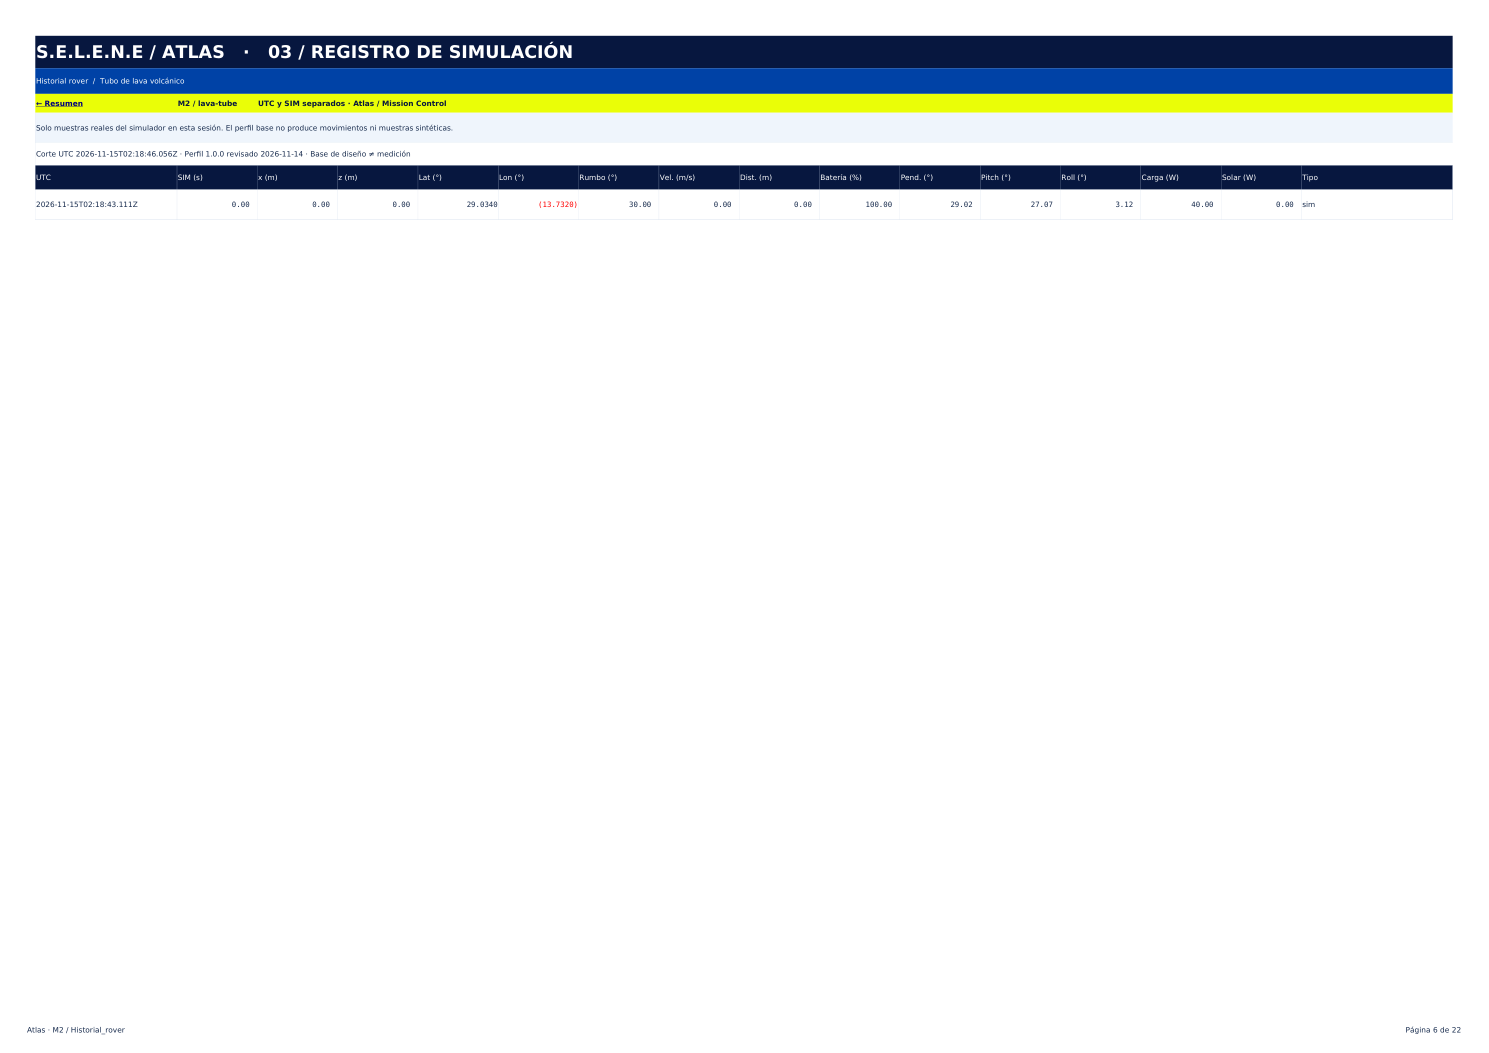 S.E.L.E.N.E / ATLAS · 03 / REGISTRO DE SIMULACIÓN
Historial rover / Tubo de lava volcánico
← Resumen M2 / lava-tube UTC y SIM separados · Atlas / Mission Control
Solo muestras reales del simulador en esta sesión. El perfil base no produce movimientos ni muestras sintéticas.
Corte UTC 2026-11-15T02:18:46.056Z · Perfil 1.0.0 revisado 2026-11-14 · Base de diseño ≠ medición
UTC SIM (s) x (m) z (m) Lat (°) Lon (°) Rumbo (°) Vel. (m/s) Dist. (m) Batería (%) Pend. (°) Pitch (°) Roll (°) Carga (W) Solar (W) Tipo
2026-11-15T02:18:43.111Z 0.00 0.00 0.00 29.0340 (13.7320) 30.00 0.00 0.00 100.00 29.02 27.07 3.12 40.00 0.00 sim
Atlas · M2 / Historial_rover Página 6 de 22